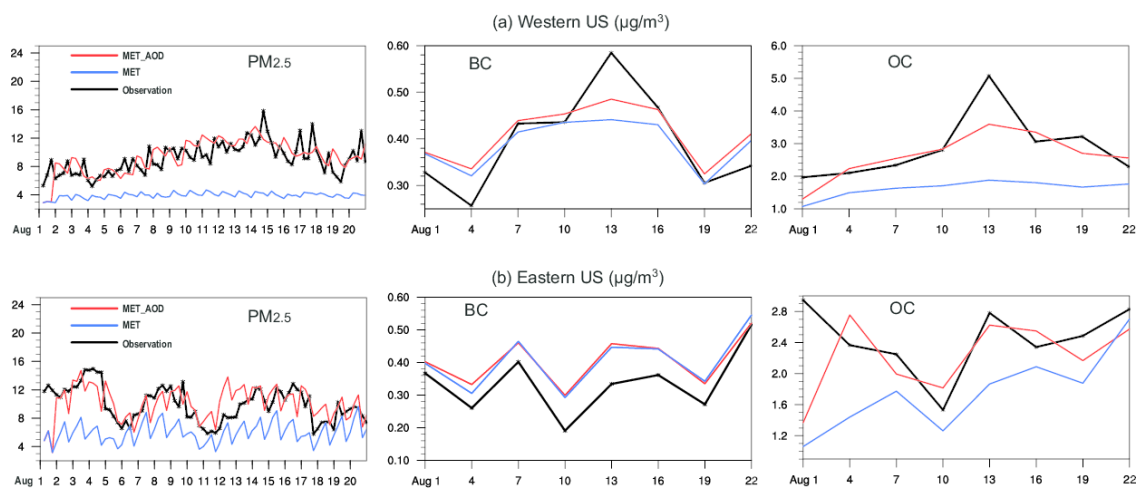 (a) Western US (µg/m³)
24
20
16
12
8
4
MET_AOD
MET
Observation
PM2.5
Aug 1 2 3 4 5 6 7 8 9 10 11 12 13 14 15 16 17 18 19 20
0.60
0.50
0.40
0.30
BC
Aug 1 4 7 10 13 16 19 22
6.0
5.0
4.0
3.0
2.0
1.0
OC
Aug 1 4 7 10 13 16 19 22
(b) Eastern US (µg/m³)
24
20
16
12
8
4
MET_AOD
MET
Observation
PM2.5
Aug 1 2 3 4 5 6 7 8 9 10 11 12 13 14 15 16 17 18 19 20
0.60
0.50
0.40
0.30
0.20
0.10
BC
Aug 1 4 7 10 13 16 19 22
2.8
2.4
2.0
1.6
1.2
OC
Aug 1 4 7 10 13 16 19 22